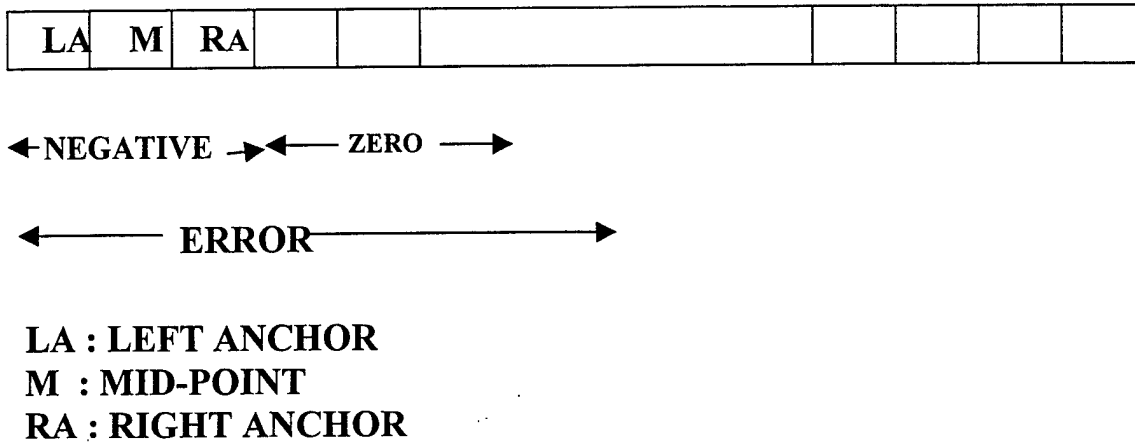 LA M RA
NEGATIVE ZERO
ERROR
LA : LEFT ANCHOR
M : MID-POINT
RA : RIGHT ANCHOR